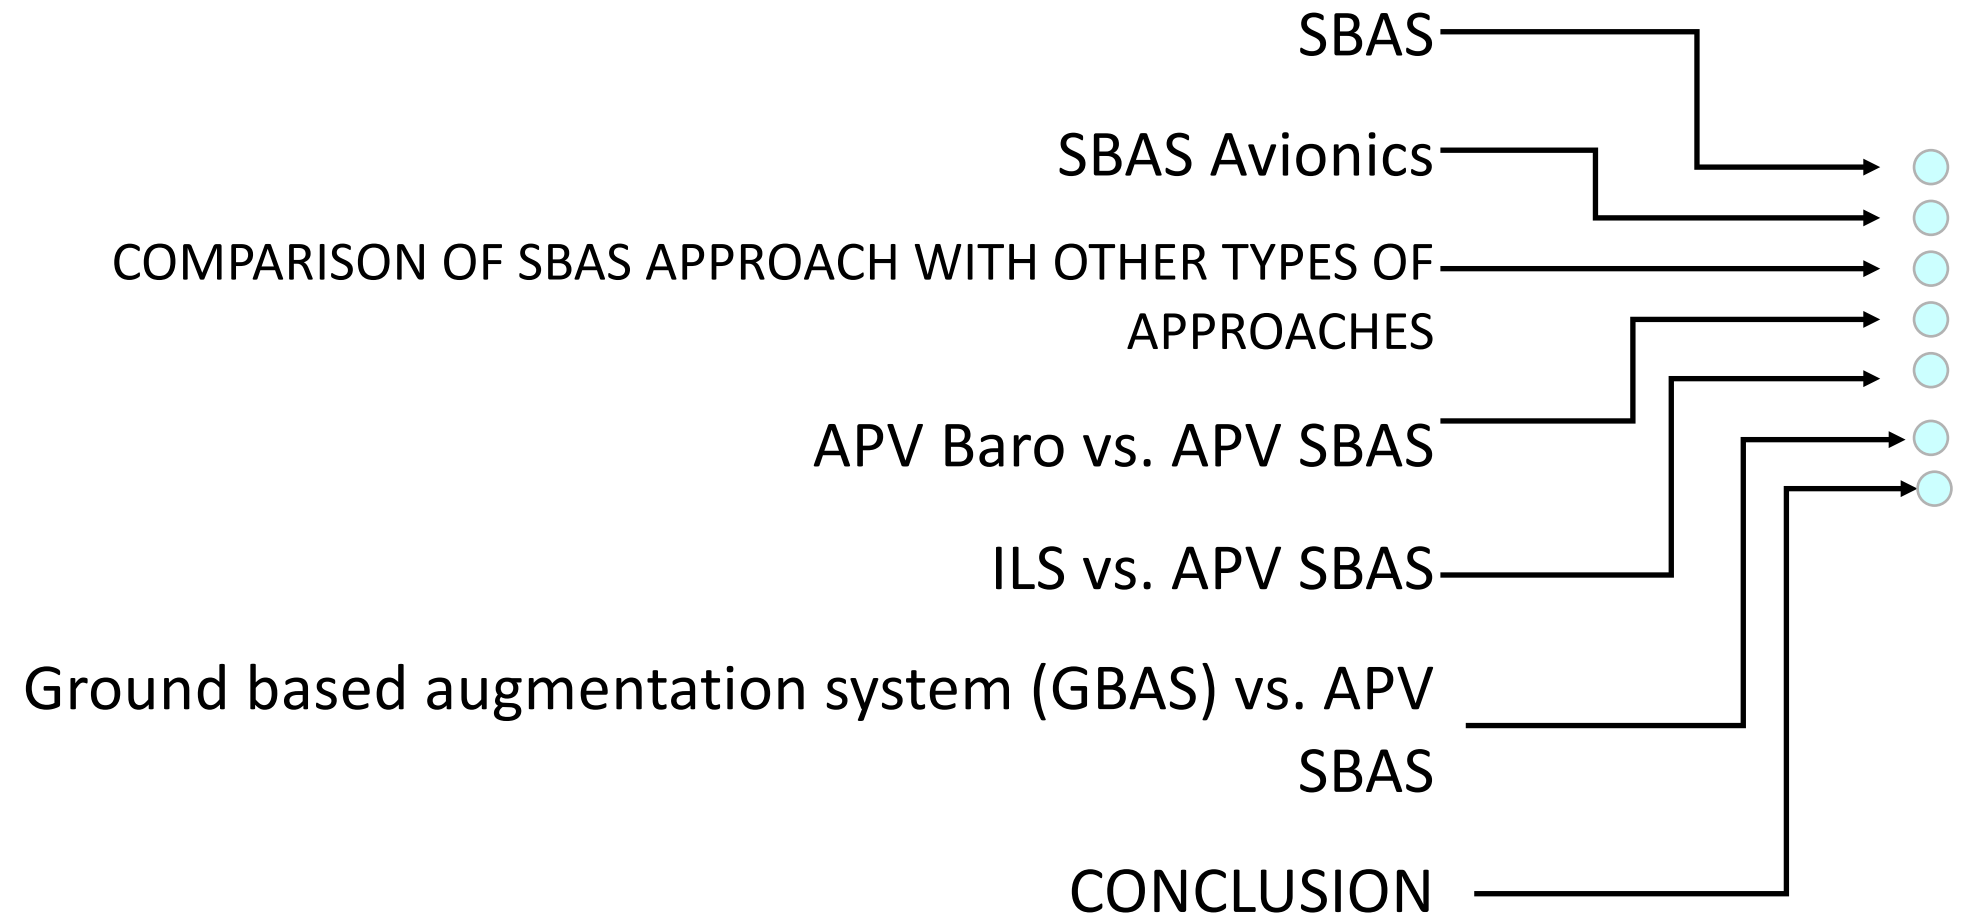 SBAS
SBAS Avionics
COMPARISON OF SBAS APPROACH WITH OTHER TYPES OF
APPROACHES
APV Baro vs. APV SBAS
ILS vs. APV SBAS
Ground based augmentation system (GBAS) vs. APV
SBAS
CONCLUSION